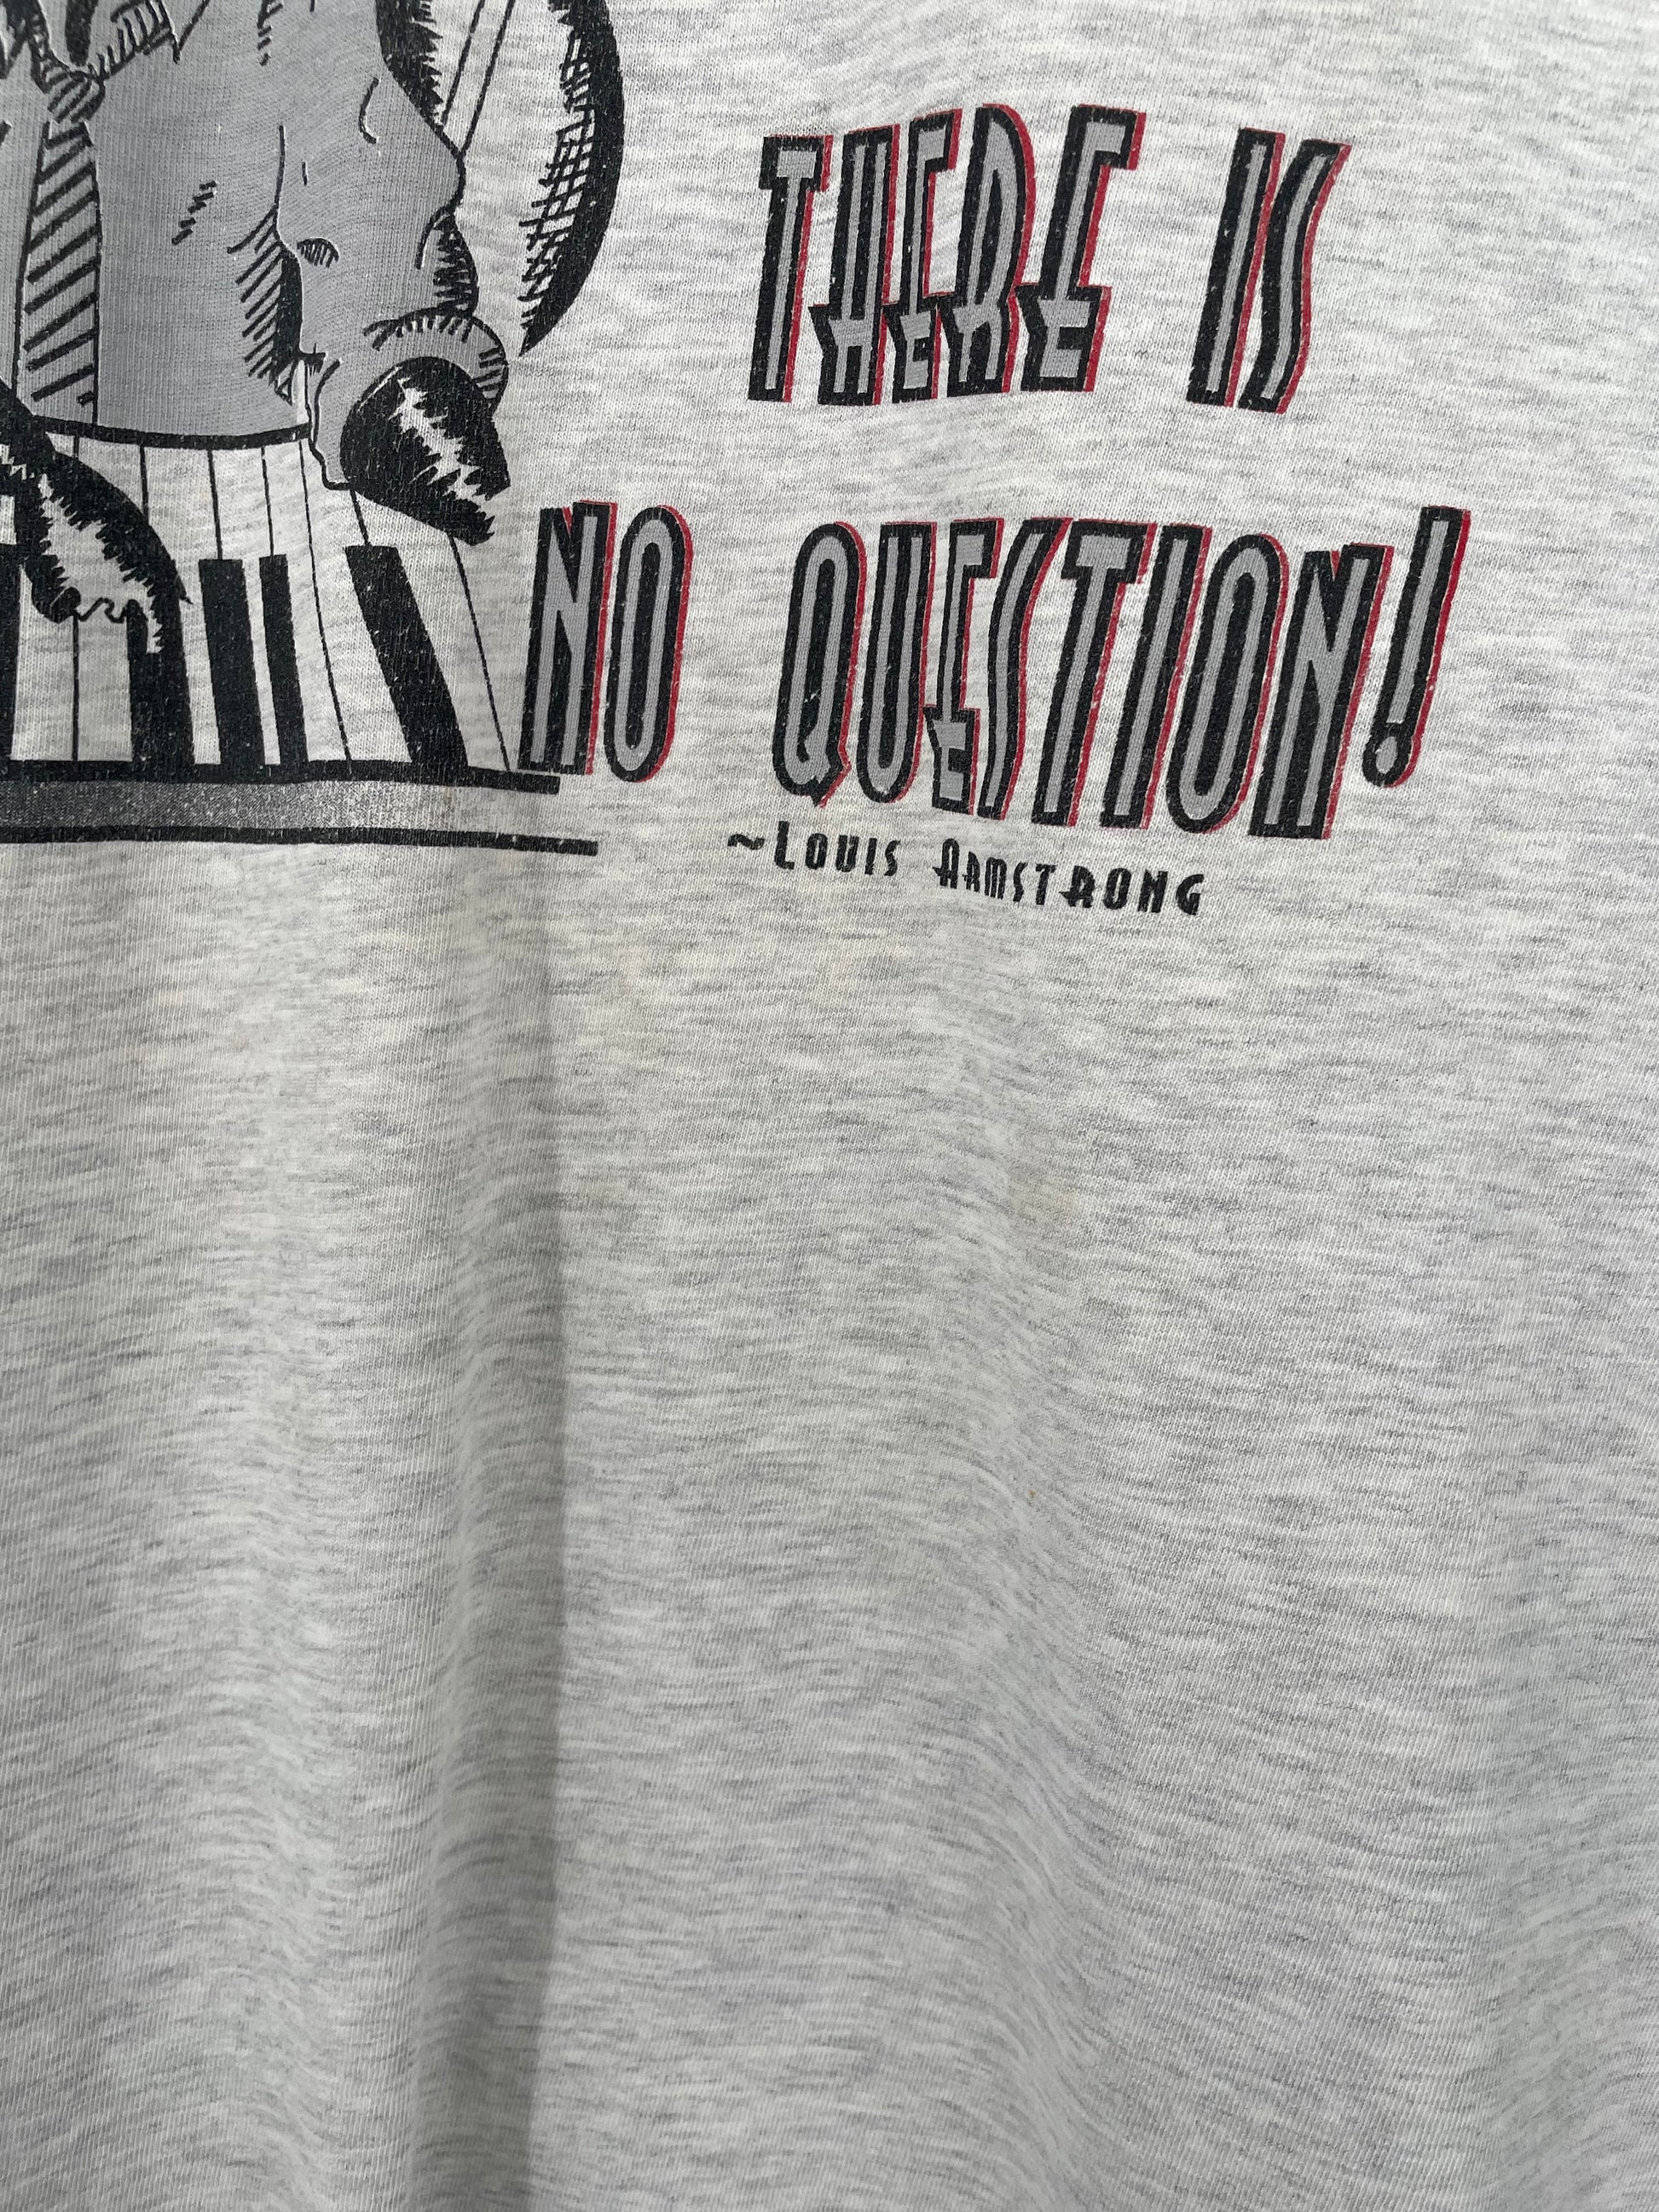 THERE IS
NO QUESTION!
~LOUIS ARMSTRONG